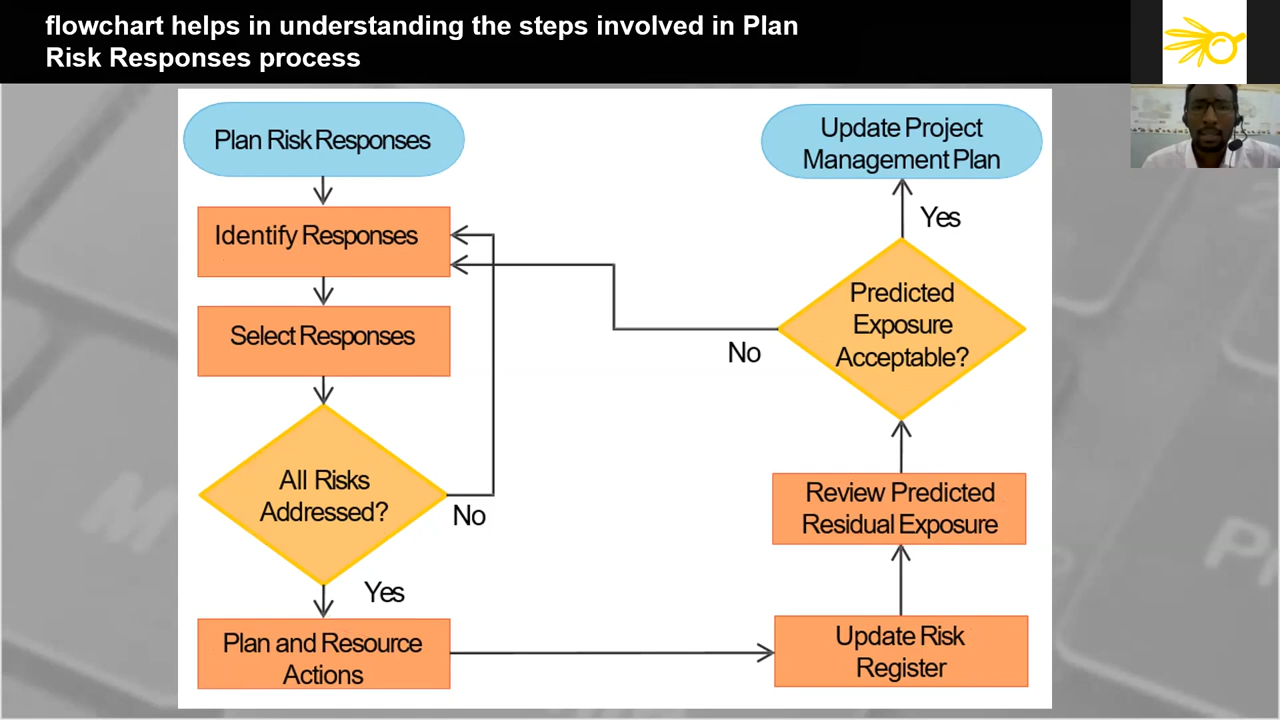 flowchart helps in understanding the steps involved in Plan
Risk Responses process
Plan Risk Responses
Identify Responses
Select Responses
All Risks
Addressed?
No
Yes
Plan and Resource
Actions
Update Risk
Register
Review Predicted
Residual Exposure
Predicted
Exposure
Acceptable?
No
Yes
Update Project
Management Plan